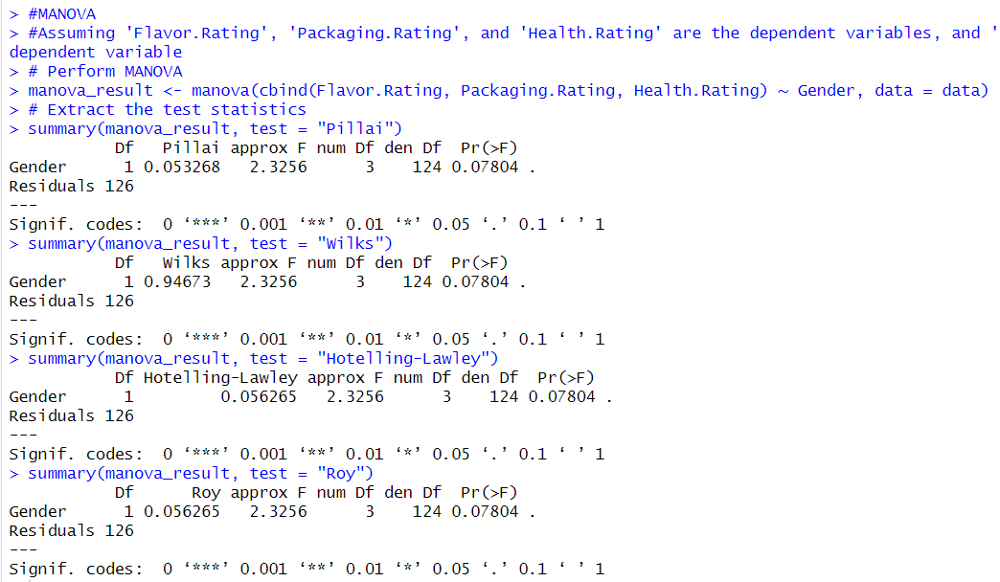 > #MANOVA
> #Assuming 'Flavor.Rating', 'Packaging.Rating', and 'Health.Rating' are the dependent variables, and '
dependent variable
> # Perform MANOVA
> manova_result <- manova(cbind(Flavor.Rating, Packaging.Rating, Health.Rating) ~ Gender, data = data)
> # Extract the test statistics
> summary(manova_result, test = "Pillai")
           Df   Pillai approx F num Df den Df  Pr(>F)
Gender      1 0.053268   2.3256      3    124 0.07804 .
Residuals 126
---
Signif. codes:  0 ‘***’ 0.001 ‘**’ 0.01 ‘*’ 0.05 ‘.’ 0.1 ‘ ’ 1
> summary(manova_result, test = "Wilks")
           Df   Wilks approx F num Df den Df  Pr(>F)
Gender      1 0.94673   2.3256      3    124 0.07804 .
Residuals 126
---
Signif. codes:  0 ‘***’ 0.001 ‘**’ 0.01 ‘*’ 0.05 ‘.’ 0.1 ‘ ’ 1
> summary(manova_result, test = "Hotelling-Lawley")
           Df Hotelling-Lawley approx F num Df den Df  Pr(>F)
Gender      1         0.056265   2.3256      3    124 0.07804 .
Residuals 126
---
Signif. codes:  0 ‘***’ 0.001 ‘**’ 0.01 ‘*’ 0.05 ‘.’ 0.1 ‘ ’ 1
> summary(manova_result, test = "Roy")
           Df      Roy approx F num Df den Df  Pr(>F)
Gender      1 0.056265   2.3256      3    124 0.07804 .
Residuals 126
---
Signif. codes:  0 ‘***’ 0.001 ‘**’ 0.01 ‘*’ 0.05 ‘.’ 0.1 ‘ ’ 1